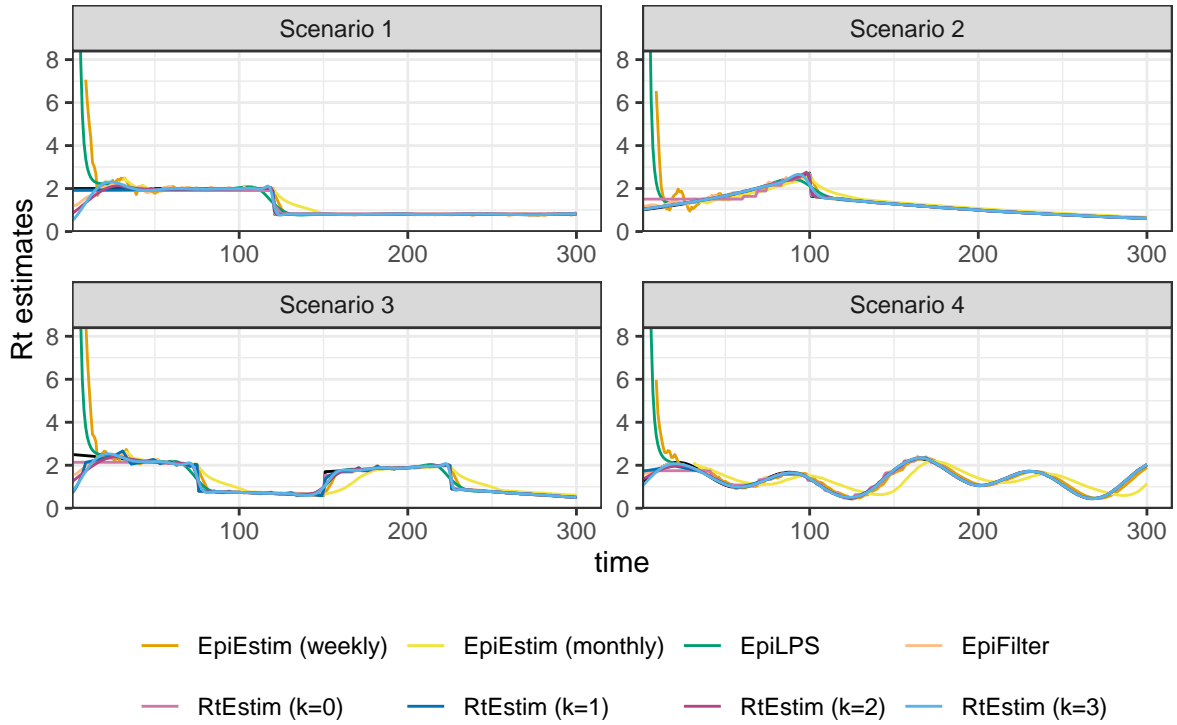 Scenario 1
Scenario 2
8
6
4
2
0
100
200
300
8
6
4
2
0
100
200
300
Rt estimates
Scenario 3
Scenario 4
8
6
4
2
0
100
200
300
8
6
4
2
0
100
200
300
time
EpiEstim (weekly)
EpiEstim (monthly)
EpiLPS
EpiFilter
RtEstim (k=0)
RtEstim (k=1)
RtEstim (k=2)
RtEstim (k=3)